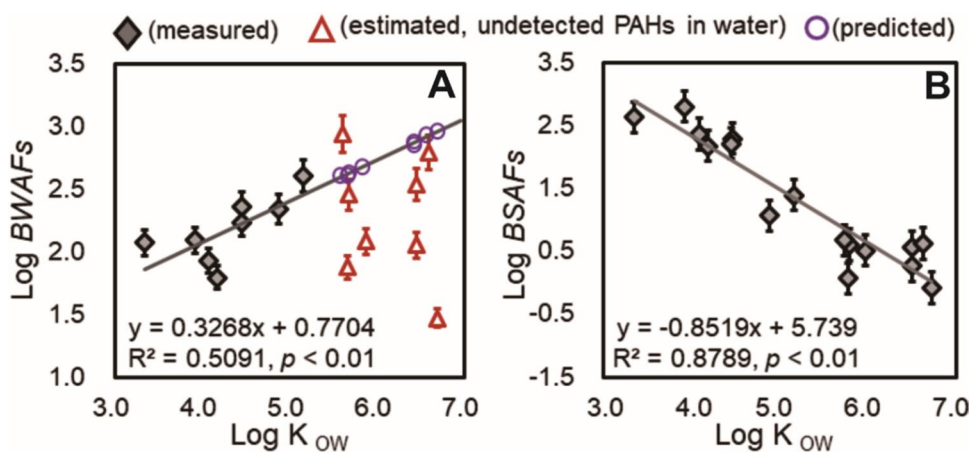 (measured) (estimated, undetected PAHs in water) (predicted)
A
3.5
3.0
2.5
2.0
1.5
1.0
Log BWAFs
y = 0.3268x + 0.7704
R² = 0.5091, p < 0.01
3.0 4.0 5.0 6.0 7.0
Log K OW
B
3.5
2.5
1.5
0.5
-0.5
-1.5
Log BSAFs
y = -0.8519x + 5.739
R² = 0.8789, p < 0.01
3.0 4.0 5.0 6.0 7.0
Log K OW